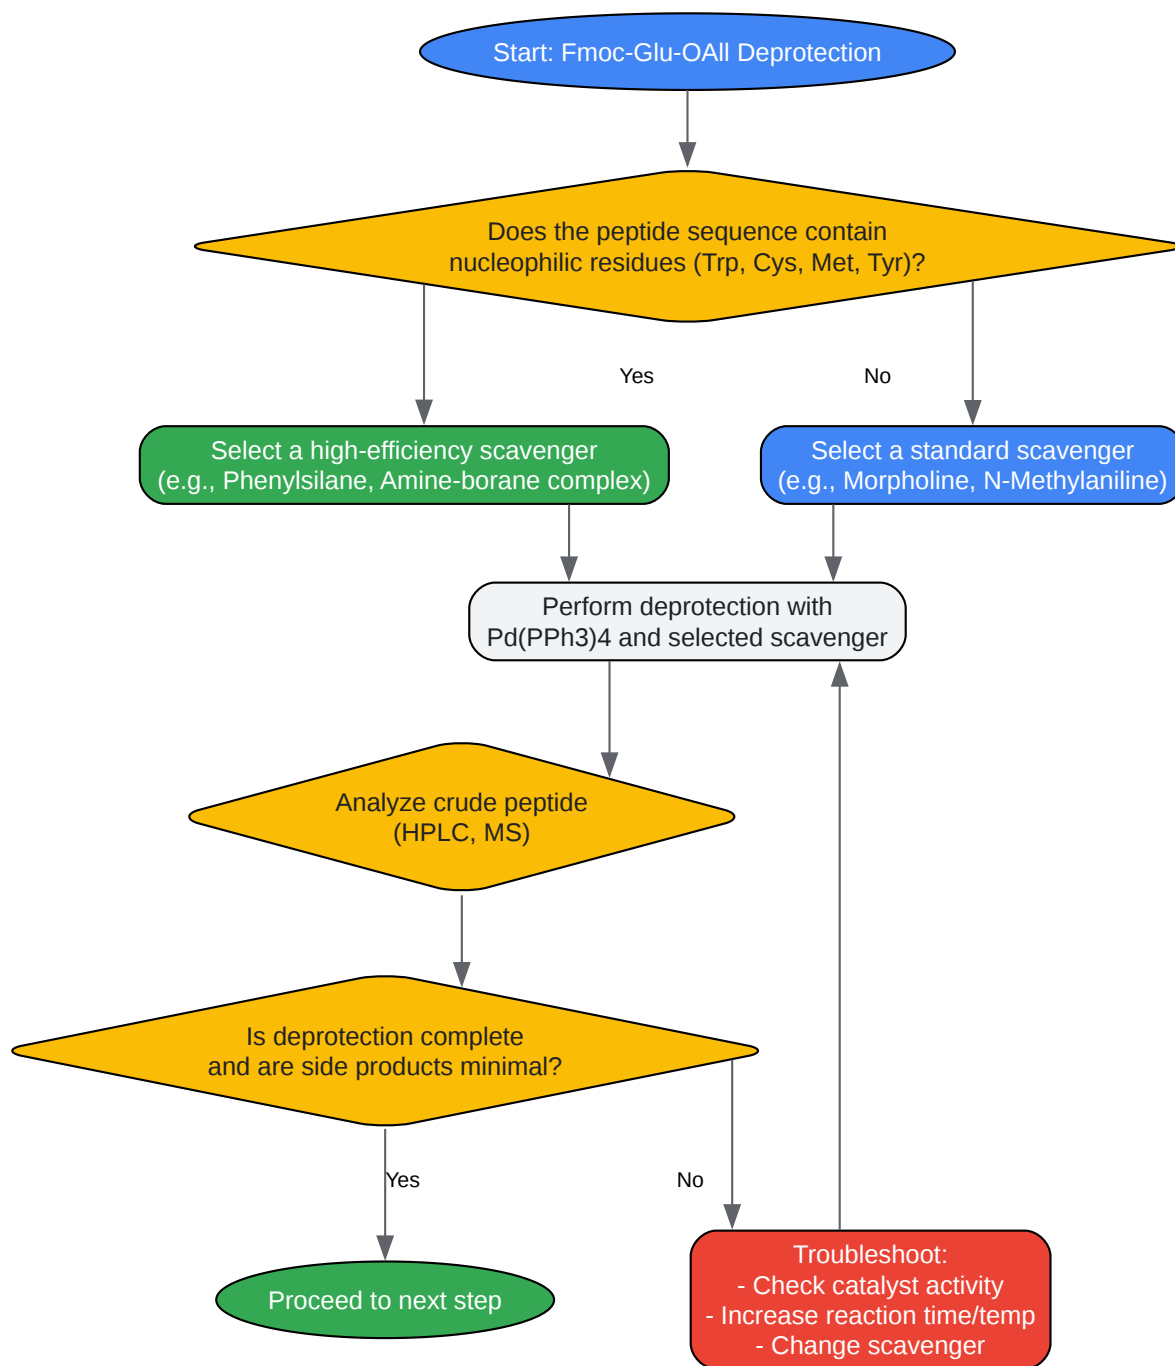 Start: Fmoc-Glu-OAll Deprotection
Does the peptide sequence contain
nucleophilic residues (Trp, Cys, Met, Tyr)?
Yes
No
Select a high-efficiency scavenger
(e.g., Phenylsilane, Amine-borane complex)
Select a standard scavenger
(e.g., Morpholine, N-Methylaniline)
Perform deprotection with
Pd(PPh3)4 and selected scavenger
Analyze crude peptide
(HPLC, MS)
Is deprotection complete
and are side products minimal?
Yes
No
Proceed to next step
Troubleshoot:
- Check catalyst activity
- Increase reaction time/temp
- Change scavenger